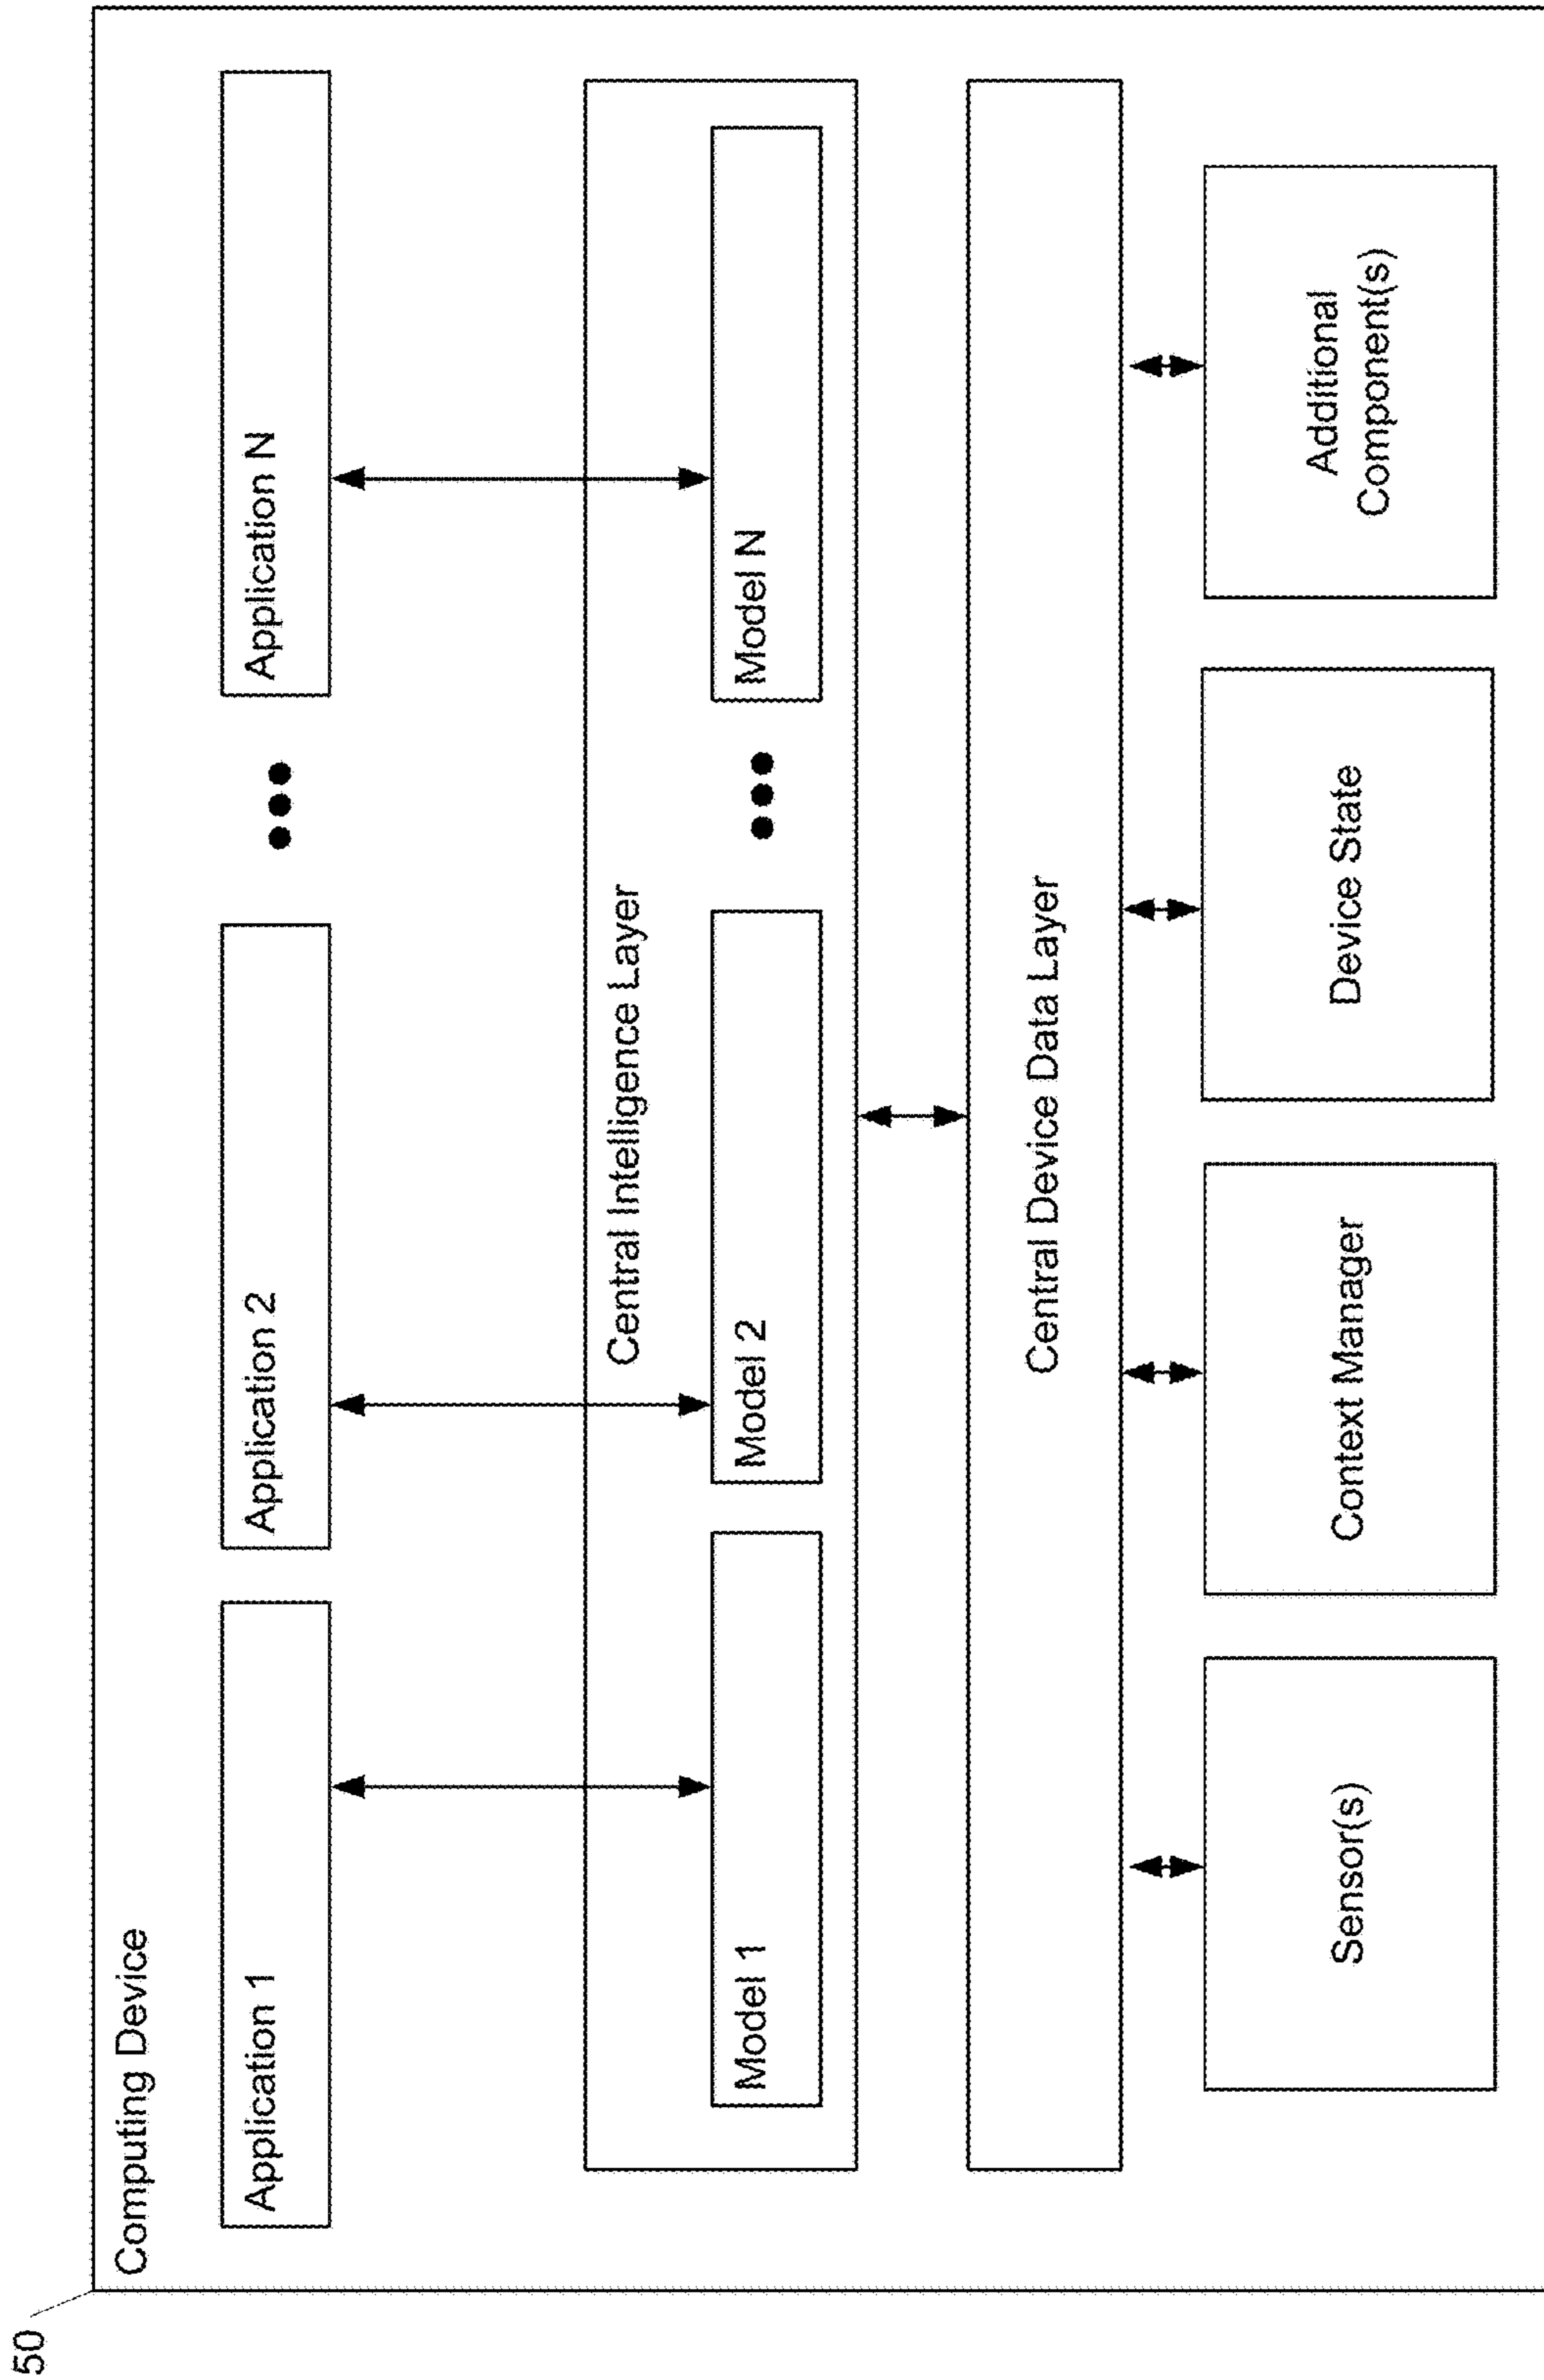 50
Computing Device
Application 1
Application 2
Application N
Central Intelligence Layer
Model 1
Model 2
Model N
Central Device Data Layer
Sensor(s)
Context Manager
Device State
Additional
Component(s)